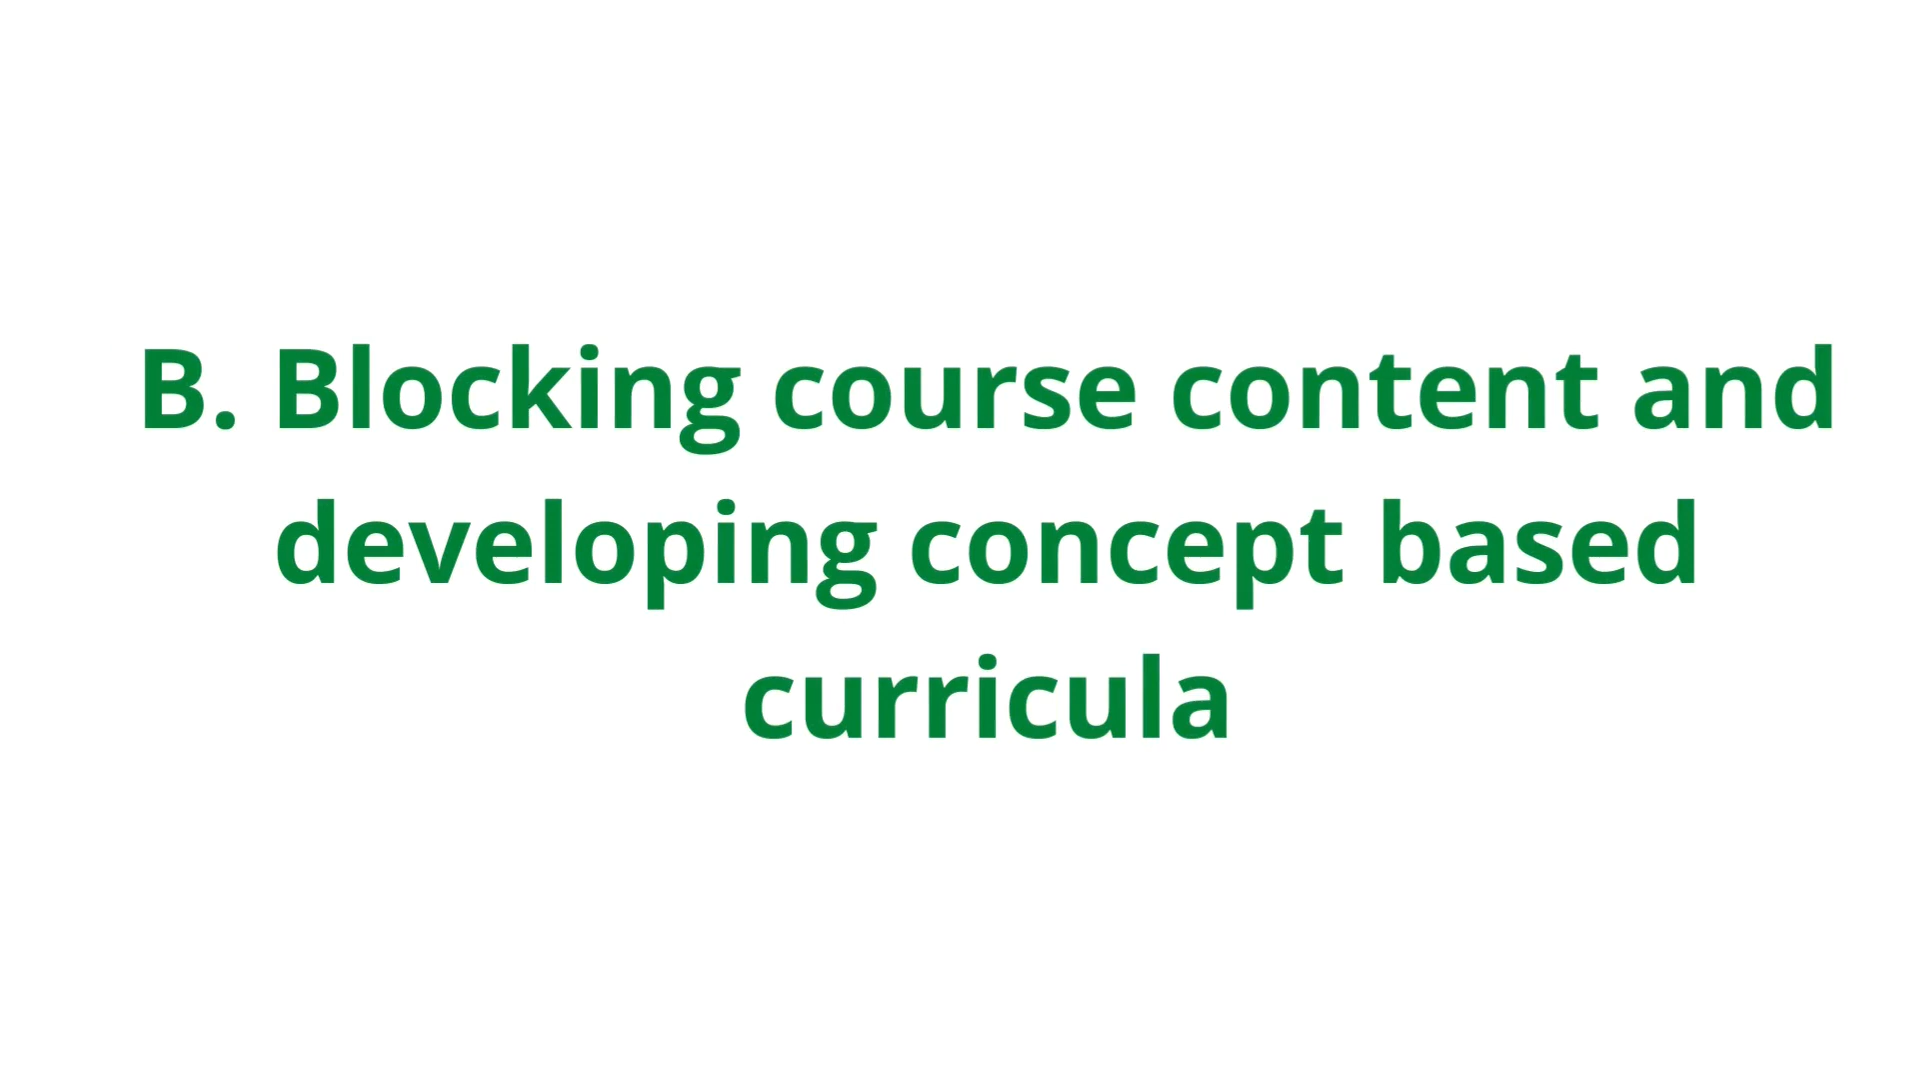 B. Blocking course content and
developing concept based
curricula